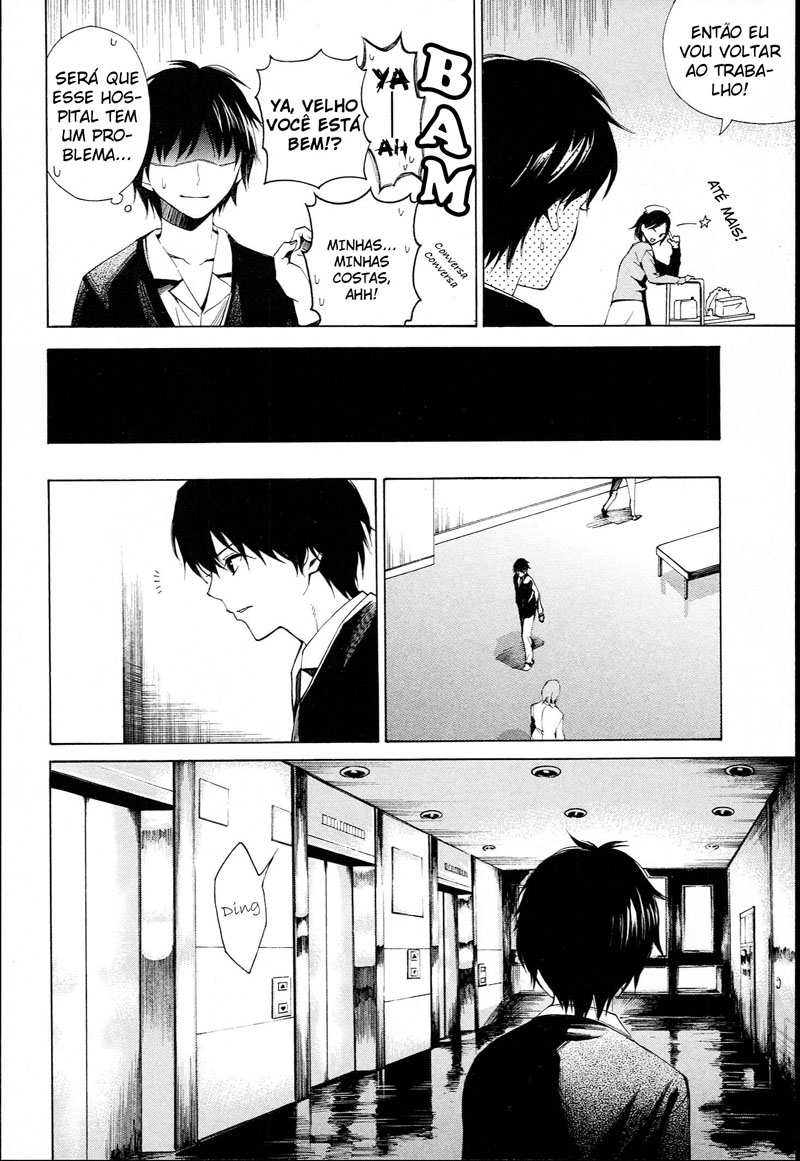 ENTÃO EU
VOU VOLTAR
AO TRABA-
LHO!
ATÉ MAIS!
BAM
YA
AH
YA, VELHO
VOCÊ ESTÁ
BEM!?
MINHAS...
MINHAS
COSTAS,
AHH!
conversa
conversa
SERÁ QUE
ESSE HOS-
PITAL TEM
UM PRO-
BLEMA...
Ding